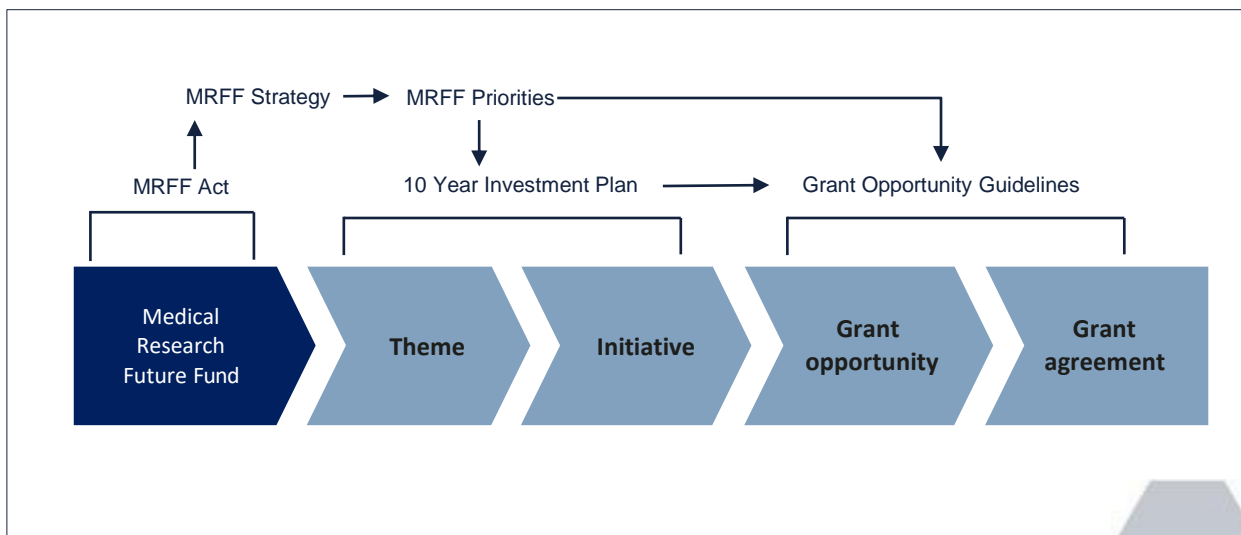 MRFF Strategy
MRFF Priorities
MRFF Act
10 Year Investment Plan
Grant Opportunity Guidelines
Medical
Research
Future Fund
Theme
Initiative
Grant
opportunity
Grant
agreement